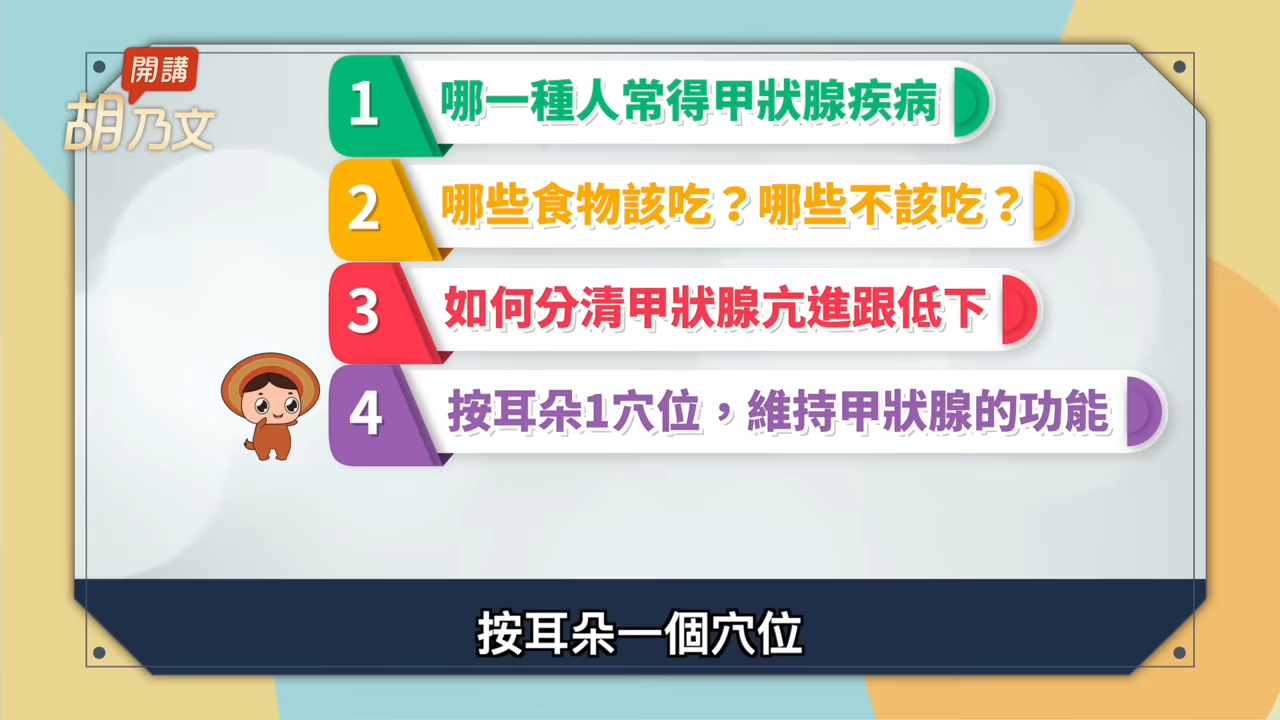 開講
胡乃文
1 哪一種人常得甲狀腺疾病
2 哪些食物該吃？哪些不該吃？
3 如何分清甲狀腺亢進跟低下
4 按耳朵1穴位，維持甲狀腺的功能
按耳朵一個穴位